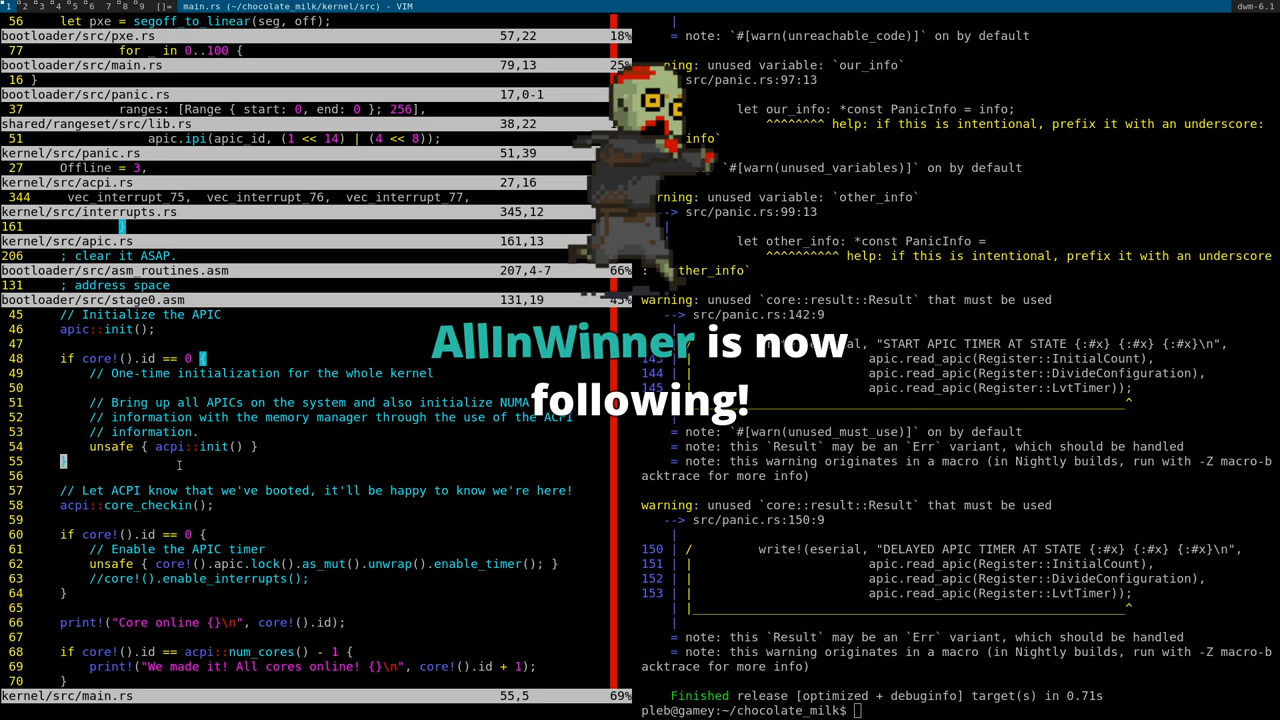 1 2 3 4 5 6 7 8 9 []= main.rs (~/chocolate_milk/kernel/src) - VIM dwm-6.1
56 let pxe = segoff_to_linear(seg, off);
bootloader/src/pxe.rs 57,22 18%
77 for _ in 0..100 {
bootloader/src/main.rs 79,13 25%
16 }
bootloader/src/panic.rs 17,0-1
37 ranges: [Range { start: 0, end: 0 }; 256],
shared/rangeset/src/lib.rs 38,22
51 apic.ipi(apic_id, (1 << 14) | (4 << 8));
kernel/src/panic.rs 51,39
27 Offline = 3,
kernel/src/acpi.rs 27,16
344 vec_interrupt_75, vec_interrupt_76, vec_interrupt_77,
kernel/src/interrupts.rs 345,12
161 }
kernel/src/apic.rs 161,13
206 ; clear it ASAP.
bootloader/src/asm_routines.asm 207,4-7 66%
131 ; address space
bootloader/src/stage0.asm 131,19 45%
45 // Initialize the APIC
46 apic::init();
47
48 if core!().id == 0 {
49 // One-time initialization for the whole kernel
50
51 // Bring up all APICs on the system and also initialize NUMA
52 // information with the memory manager through the use of the ACPI
53 // information.
54 unsafe { acpi::init() }
55 }
56
57 // Let ACPI know that we've booted, it'll be happy to know we're here!
58 acpi::core_checkin();
59
60 if core!().id == 0 {
61 // Enable the APIC timer
62 unsafe { core!().apic.lock().as_mut().unwrap().enable_timer(); }
63 //core!().enable_interrupts();
64 }
65
66 print!("Core online {}\n", core!().id);
67
68 if core!().id == acpi::num_cores() - 1 {
69 print!("We made it! All cores online! {}\n", core!().id + 1);
70 }
kernel/src/main.rs 55,5 69%
AllInWinner is now
following!
|
= note: `#[warn(unreachable_code)]` on by default
unused variable: `our_info`
src/panic.rs:97:13
let our_info: *const PanicInfo = info;
^^^^^^^^ help: if this is intentional, prefix it with an underscore:
info`
`#[warn(unused_variables)]` on by default
unused variable: `other_info`
--> src/panic.rs:99:13
|
let other_info: *const PanicInfo =
^^^^^^^^^^ help: if this is intentional, prefix it with an underscore
: ther_info`
warning: unused `core::result::Result` that must be used
--> src/panic.rs:142:9
"START APIC TIMER AT STATE {:#x} {:#x} {:#x}\n",
143 apic.read_apic(Register::InitialCount),
144 | | apic.read_apic(Register::DivideConfiguration),
145 apic.read_apic(Register::LvtTimer));
^
= note: `#[warn(unused_must_use)]` on by default
= note: this `Result` may be an `Err` variant, which should be handled
= note: this warning originates in a macro (in Nightly builds, run with -Z macro-b
acktrace for more info)
warning: unused `core::result::Result` that must be used
--> src/panic.rs:150:9
|
150 | / write!(eserial, "DELAYED APIC TIMER AT STATE {:#x} {:#x} {:#x}\n",
151 | | apic.read_apic(Register::InitialCount),
152 | | apic.read_apic(Register::DivideConfiguration),
153 | | apic.read_apic(Register::LvtTimer));
| |____________________________________________________________^
|
= note: this `Result` may be an `Err` variant, which should be handled
= note: this warning originates in a macro (in Nightly builds, run with -Z macro-b
acktrace for more info)
Finished release [optimized + debuginfo] target(s) in 0.71s
pleb@gamey:~/chocolate_milk$